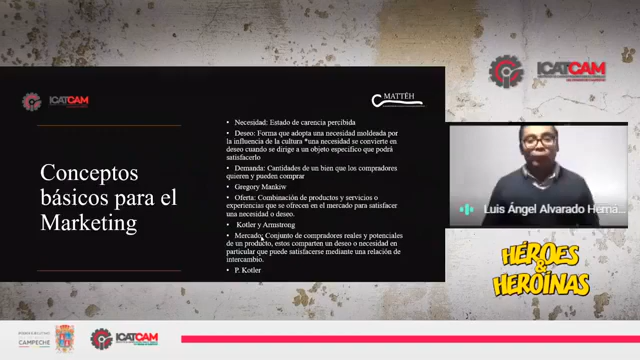 ICATCAM
MATTËH
Conceptos
básicos para el
Marketing
• Necesidad: Estado de carencia percibida
• Deseo: Forma que adopta una necesidad moldeada por
la influencia de la cultura *una necesidad se convierte en
deseo cuando se dirige a un objeto especifico que podrá
satisfacerlo
• Demanda: Cantidades de un bien que los compradores
quieren y pueden comprar
• Gregory Mankiw
• Oferta: Combinación de productos y servicios o
experiencias que se ofrecen en el mercado para satisfacer
una necesidad o deseo.
• Kotler y Armstrong
• Mercado: Conjunto de compradores reales y potenciales
de un producto, estos comparten un deseo o necesidad en
particular que puede satisfacerse mediante una relación de
intercambio.
• P. Kotler
ICATCAM
Luis Ángel Alvarado Herná...
HÉROES
&
HEROÍNAS
PODER EJECUTIVO
CAMPECHE
ICATCAM